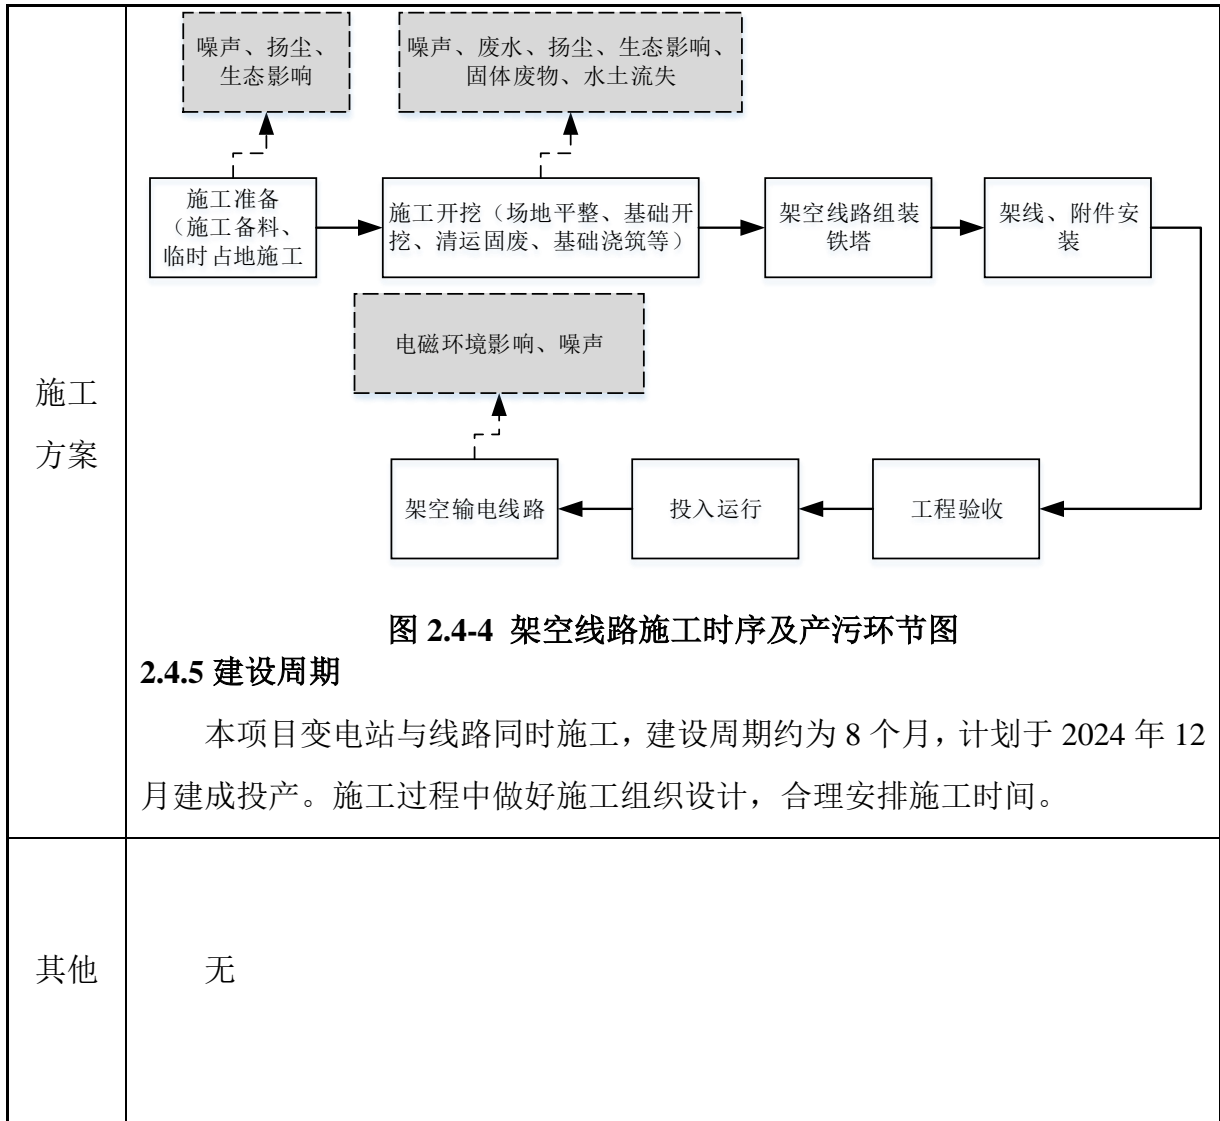 噪声、扬尘、
生态影响
噪声、废水、扬尘、生态影响、
固体废物、水土流失
施工准备
（施工备料、
临时占地施工
施工开挖（场地平整、基础开
挖、清运固废、基础浇筑等）
架空线路组装
铁塔
架线、附件安
装
电磁环境影响、噪声
架空输电线路
投入运行
工程验收
施工
方案
图 2.4-4 架空线路施工时序及产污环节图
2.4.5 建设周期
本项目变电站与线路同时施工，建设周期约为 8 个月，计划于 2024 年 12
月建成投产。施工过程中做好施工组织设计，合理安排施工时间。
其他
无